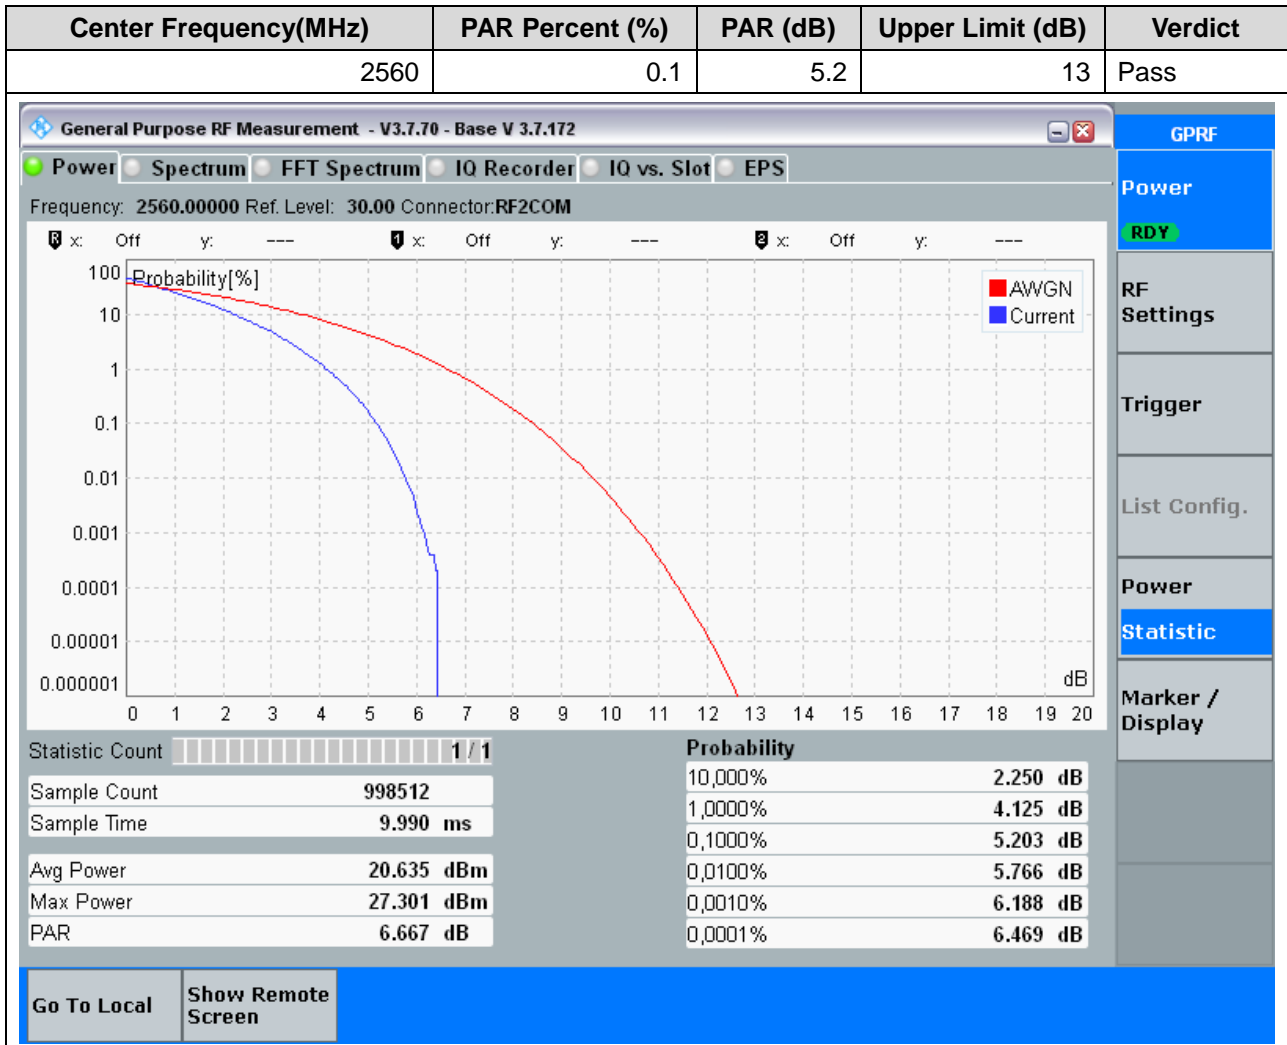 Center Frequency(MHz) PAR Percent (%) PAR (dB) Upper Limit (dB) Verdict
2560 0.1 5.2 13 Pass
General Purpose RF Measurement - V3.7.70 - Base V 3.7.172
GPRF
Power Spectrum FFT Spectrum IQ Recorder IQ vs. Slot EPS
Frequency: 2560.00000 Ref. Level: 30.00 Connector:RF2COM
Power
RDY
R x: Off y: --- 1 x: Off y: --- 2 x: Off y: ---
Probability[%]
AWGN
Current
100
10
1
0.1
0.01
0.001
0.0001
0.00001
0.000001
dB
0 1 2 3 4 5 6 7 8 9 10 11 12 13 14 15 16 17 18 19 20
RF
Settings
Trigger
List Config.
Power
Statistic
Marker /
Display
Statistic Count 1 / 1
Sample Count 998512
Sample Time 9.990 ms
Avg Power 20.635 dBm
Max Power 27.301 dBm
PAR 6.667 dB
Probability
10,000% 2.250 dB
1,0000% 4.125 dB
0,1000% 5.203 dB
0,0100% 5.766 dB
0,0010% 6.188 dB
0,0001% 6.469 dB
Go To Local
Show Remote
Screen